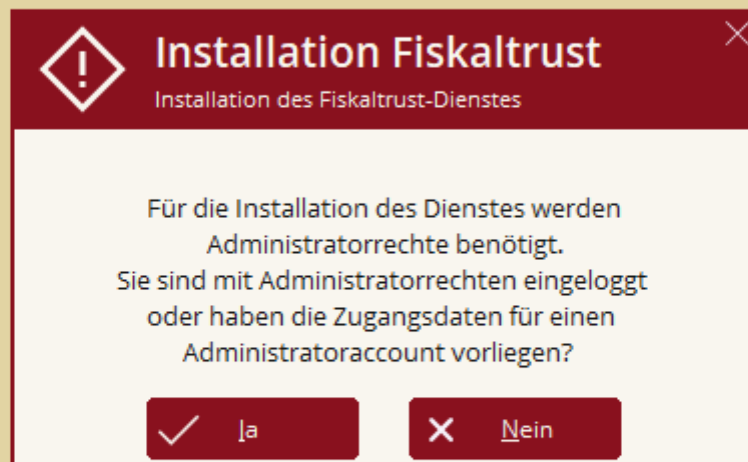 Installation Fiskaltrust
Installation des Fiskaltrust-Dienstes
Für die Installation des Dienstes werden
Administratorrechte benötigt.
Sie sind mit Administratorrechten eingeloggt
oder haben die Zugangsdaten für einen
Administratoraccount vorliegen?
Ja
Nein